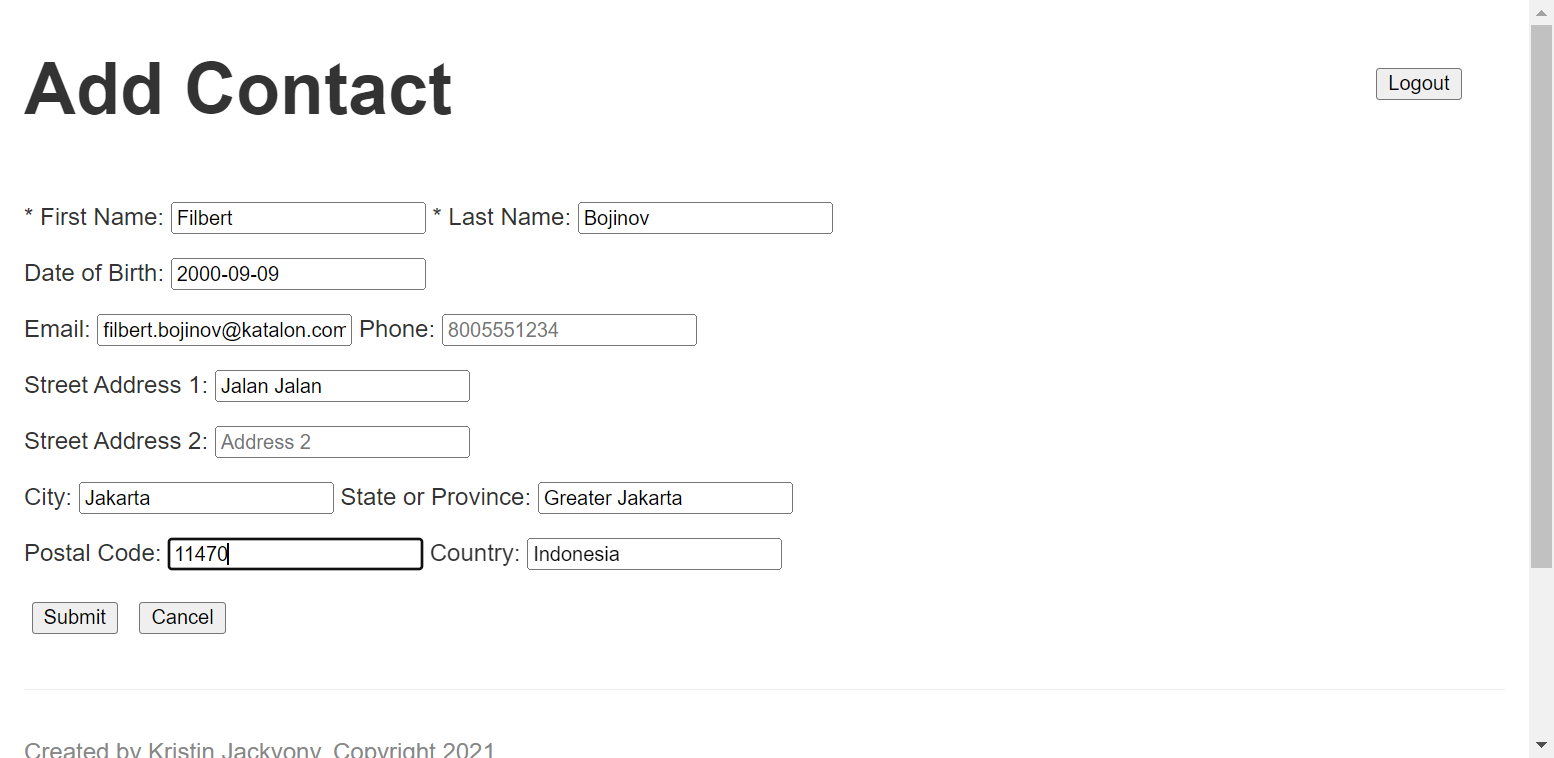 Add Contact
Logout
* First Name: Filbert * Last Name: Bojinov
Date of Birth: 2000-09-09
Email: filbert.bojinov@katalon.com Phone: 8005551234
Street Address 1: Jalan Jalan
Street Address 2: Address 2
City: Jakarta State or Province: Greater Jakarta
Postal Code: 11470 Country: Indonesia
Submit Cancel
Created by Kristin Jackvony, Copyright 2021